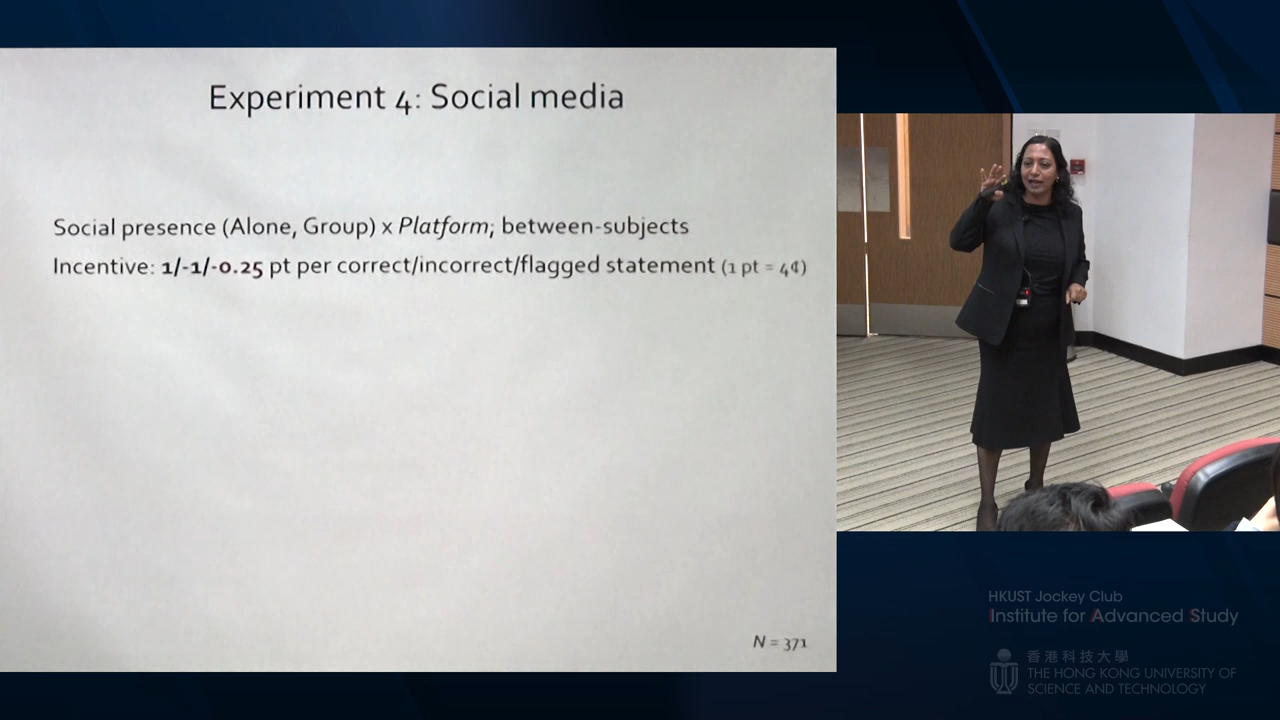 Experiment 4: Social media
Social presence (Alone, Group) x Platform; between-subjects
Incentive: 1/-1/-0.25 pt per correct/incorrect/flagged statement (1 pt = 4¢)
N = 371
HKUST Jockey Club
Institute for Advanced Study
香港科技大學
THE HONG KONG UNIVERSITY OF
SCIENCE AND TECHNOLOGY